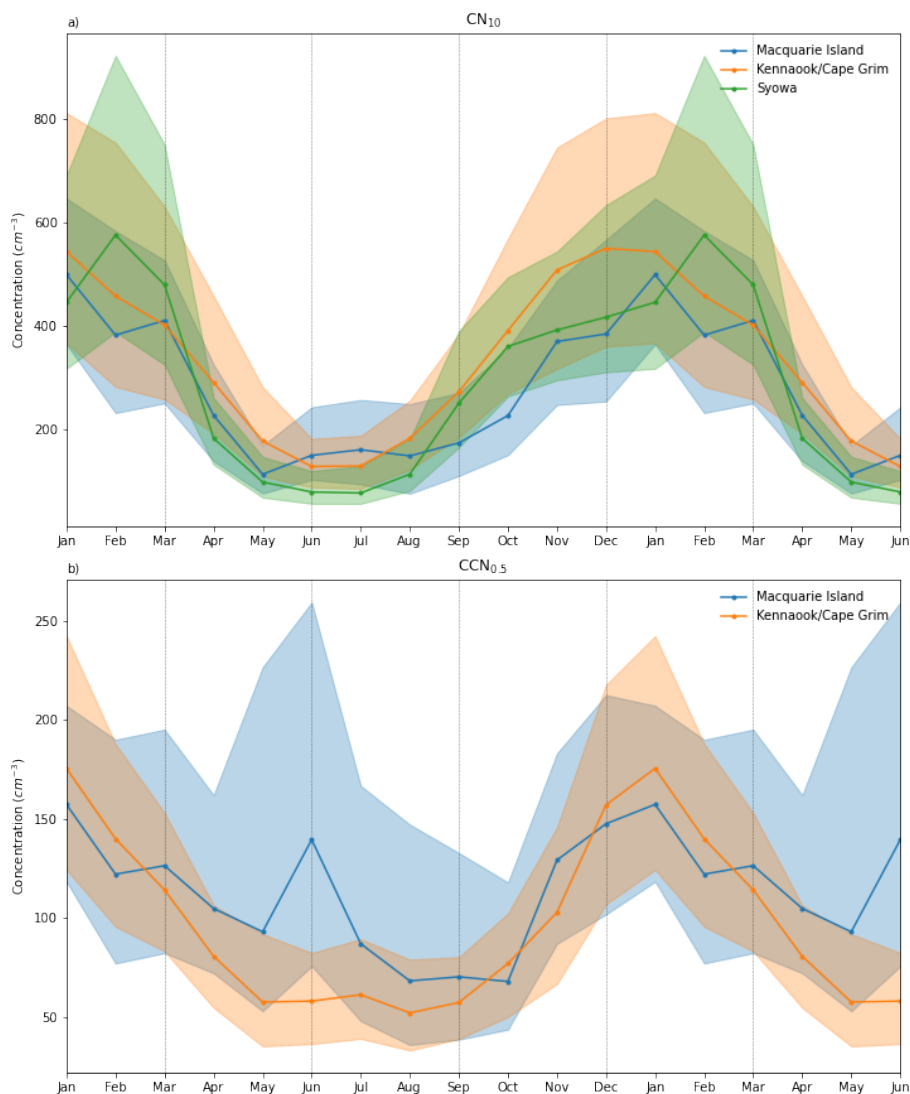 a)
CN₁₀
Macquarie Island
Kennaook/Cape Grim
Syowa
Concentration (cm⁻³)
800
600
400
200
Jan Feb Mar Apr May Jun Jul Aug Sep Oct Nov Dec Jan Feb Mar Apr May Jun
b)
CCN₀.₅
Macquarie Island
Kennaook/Cape Grim
Concentration (cm⁻³)
250
200
150
100
50
Jan Feb Mar Apr May Jun Jul Aug Sep Oct Nov Dec Jan Feb Mar Apr May Jun